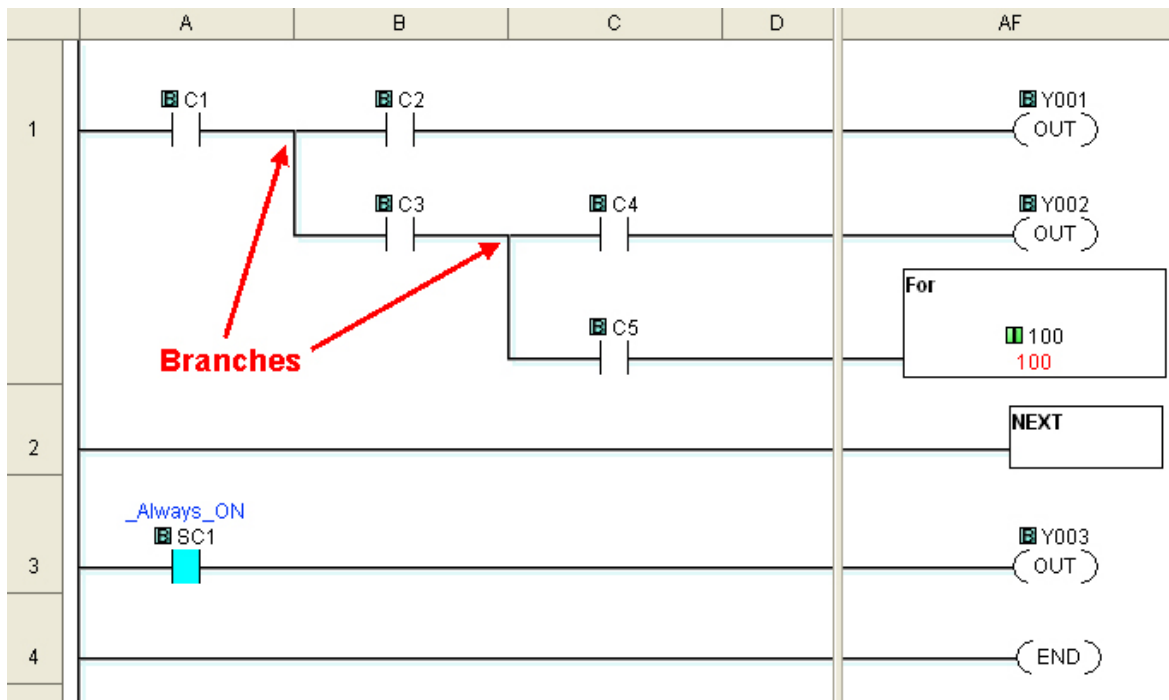 A B C D AF
C1 C2 Y001
1 OUT
C3 C4 Y002
OUT
For
C5 100
Branches 100
NEXT
2
_Always_ON
SC1 Y003
3 OUT
4 END